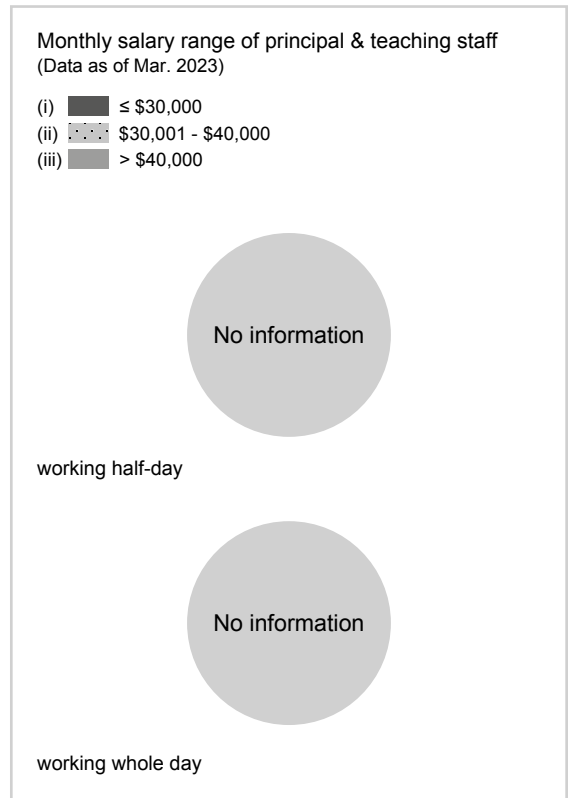 Monthly salary range of principal & teaching staff
(Data as of Mar. 2023)
(i) ≤ $30,000
(ii) $30,001 - $40,000
(iii) > $40,000
No information
working half-day
No information
working whole day